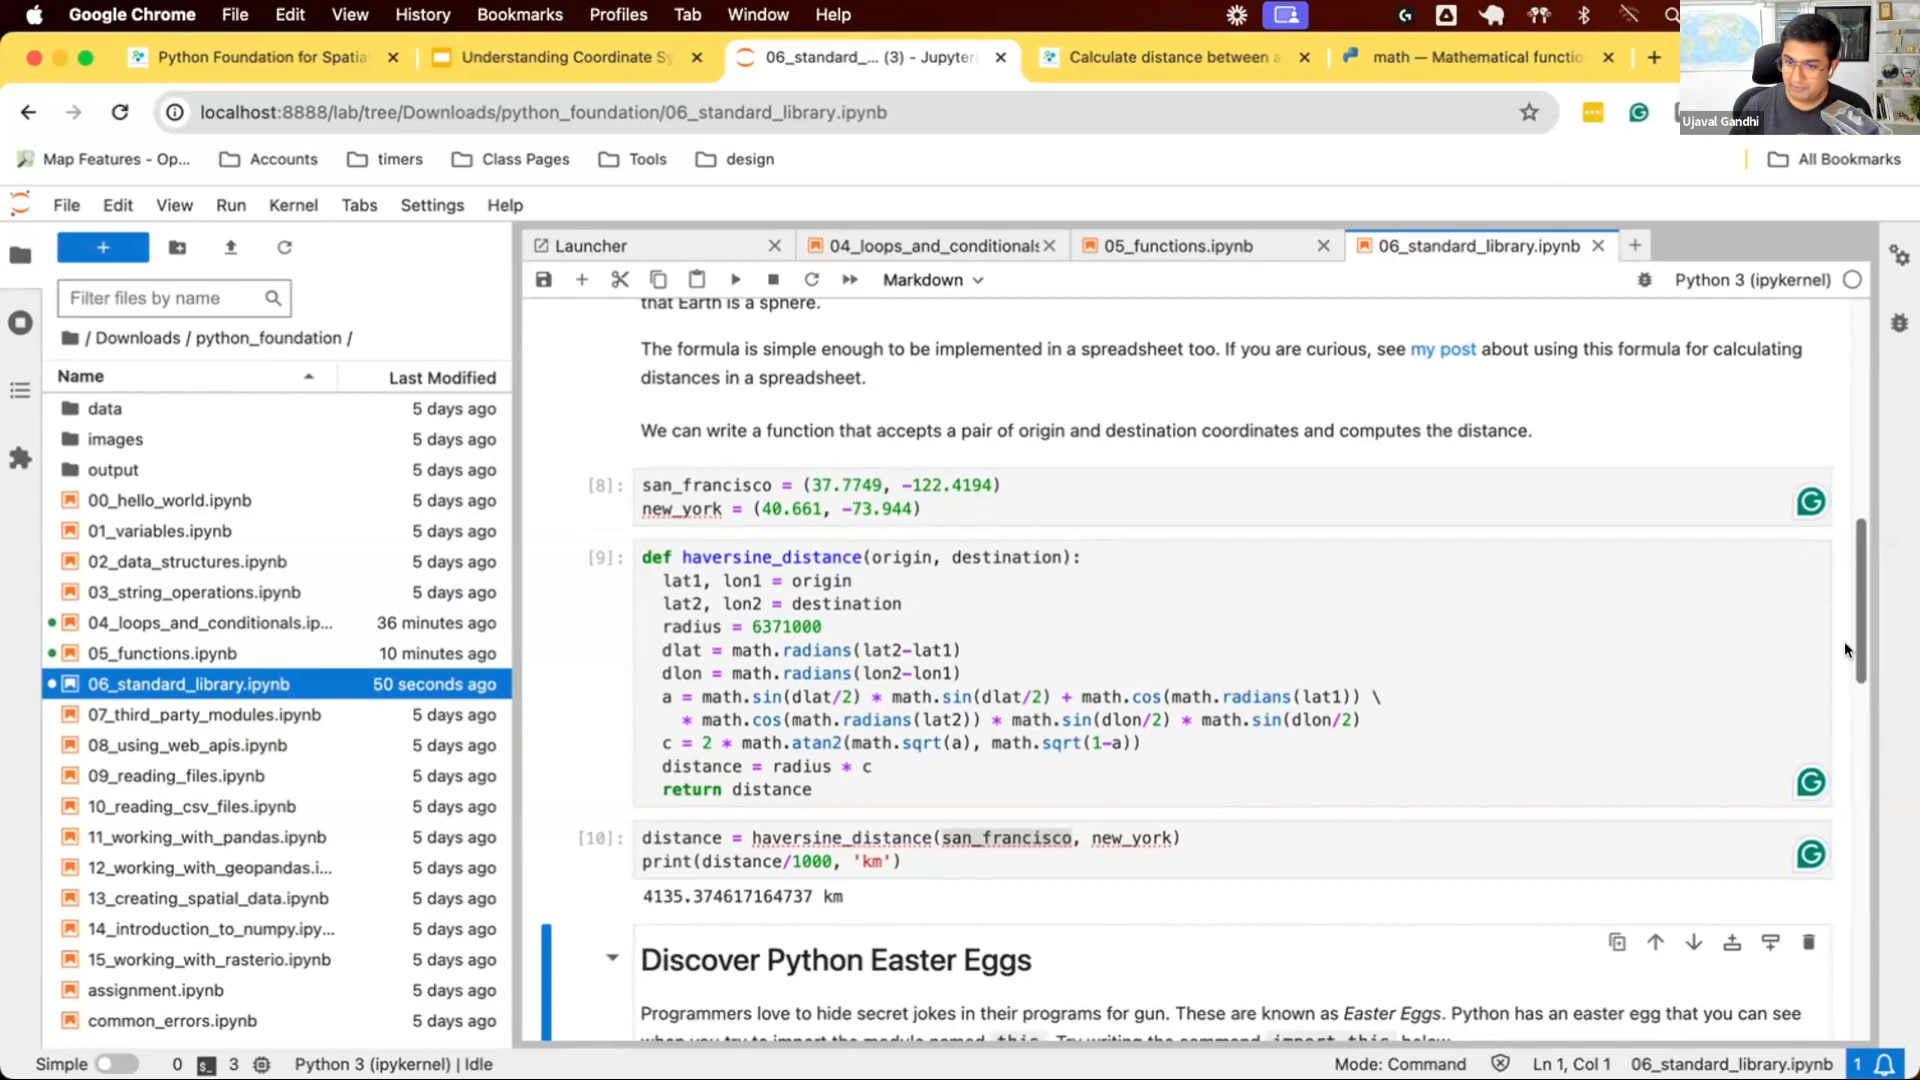 Google Chrome File Edit View History Bookmarks Profiles Tab Window Help
Python Foundation for Spatia
Understanding Coordinate Sy
06_standard_... (3) - Jupyter
Calculate distance between a
math — Mathematical functio
localhost:8888/lab/tree/Downloads/python_foundation/06_standard_library.ipynb
Ujaval Gandhi
Map Features - Op... Accounts timers Class Pages Tools design All Bookmarks
File Edit View Run Kernel Tabs Settings Help
Launcher 04_loops_and_conditionals 05_functions.ipynb 06_standard_library.ipynb
Markdown Python 3 (ipykernel)
Filter files by name
/ Downloads / python_foundation /
Name Last Modified
data 5 days ago
images 5 days ago
output 5 days ago
00_hello_world.ipynb 5 days ago
01_variables.ipynb 5 days ago
02_data_structures.ipynb 5 days ago
03_string_operations.ipynb 5 days ago
04_loops_and_conditionals.ip... 36 minutes ago
05_functions.ipynb 10 minutes ago
06_standard_library.ipynb 50 seconds ago
07_third_party_modules.ipynb 5 days ago
08_using_web_apis.ipynb 5 days ago
09_reading_files.ipynb 5 days ago
10_reading_csv_files.ipynb 5 days ago
11_working_with_pandas.ipynb 5 days ago
12_working_with_geopandas.i... 5 days ago
13_creating_spatial_data.ipynb 5 days ago
14_introduction_to_numpy.ipy... 5 days ago
15_working_with_rasterio.ipynb 5 days ago
assignment.ipynb 5 days ago
common_errors.ipynb 5 days ago
that Earth is a sphere.
The formula is simple enough to be implemented in a spreadsheet too. If you are curious, see my post about using this formula for calculating
distances in a spreadsheet.
We can write a function that accepts a pair of origin and destination coordinates and computes the distance.
[8]: san_francisco = (37.7749, -122.4194)
new_york = (40.661, -73.944)
[9]: def haversine_distance(origin, destination):
lat1, lon1 = origin
lat2, lon2 = destination
radius = 6371000
dlat = math.radians(lat2-lat1)
dlon = math.radians(lon2-lon1)
a = math.sin(dlat/2) * math.sin(dlat/2) + math.cos(math.radians(lat1)) \
* math.cos(math.radians(lat2)) * math.sin(dlon/2) * math.sin(dlon/2)
c = 2 * math.atan2(math.sqrt(a), math.sqrt(1-a))
distance = radius * c
return distance
[10]: distance = haversine_distance(san_francisco, new_york)
print(distance/1000, 'km')
4135.374617164737 km
Discover Python Easter Eggs
Programmers love to hide secret jokes in their programs for gun. These are known as Easter Eggs. Python has an easter egg that you can see
when you try to import the module named this. Try writing the command import this below.
Simple 0 3 Python 3 (ipykernel) | Idle Mode: Command Ln 1, Col 1 06_standard_library.ipynb 1